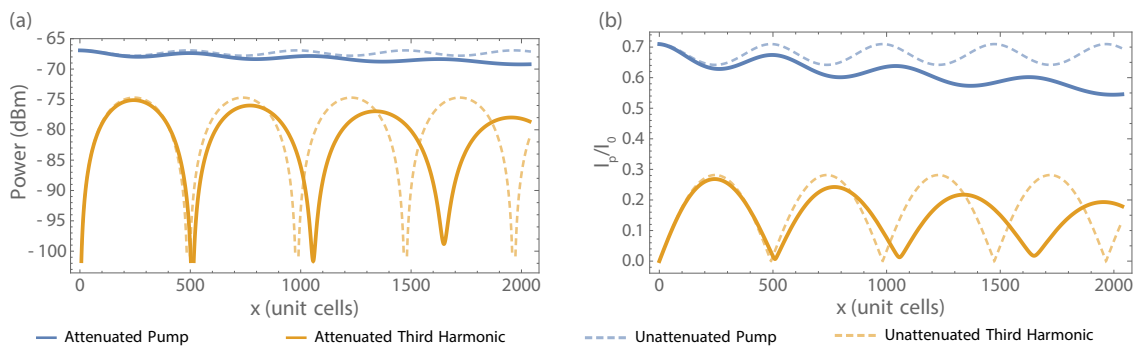 (a)
Power (dBm)
- 65
- 70
- 75
- 80
- 85
- 90
- 95
- 100
0 500 1000 1500 2000
x (unit cells)
(b)
I_p/I_0
0.7
0.6
0.5
0.4
0.3
0.2
0.1
0.0
0 500 1000 1500 2000
x (unit cells)
Attenuated Pump Attenuated Third Harmonic Unattenuated Pump Unattenuated Third Harmonic